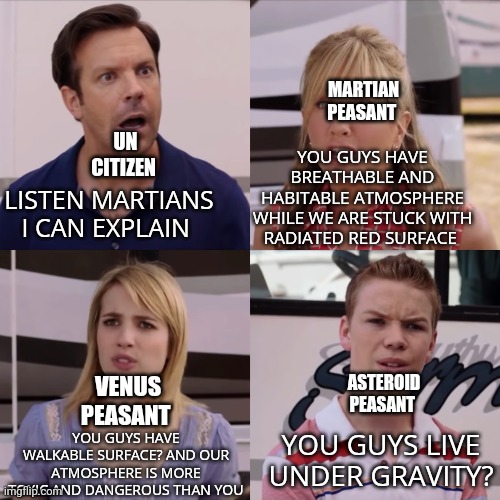 UN
CITIZEN
LISTEN MARTIANS
I CAN EXPLAIN
MARTIAN
PEASANT
YOU GUYS HAVE
BREATHABLE AND
HABITABLE ATMOSPHERE
WHILE WE ARE STUCK WITH
RADIATED RED SURFACE
VENUS
PEASANT
YOU GUYS HAVE
WALKABLE SURFACE? AND OUR
ATMOSPHERE IS MORE
AND DANGEROUS THAN YOU
ASTEROID
PEASANT
YOU GUYS LIVE
UNDER GRAVITY?
imgflip.com